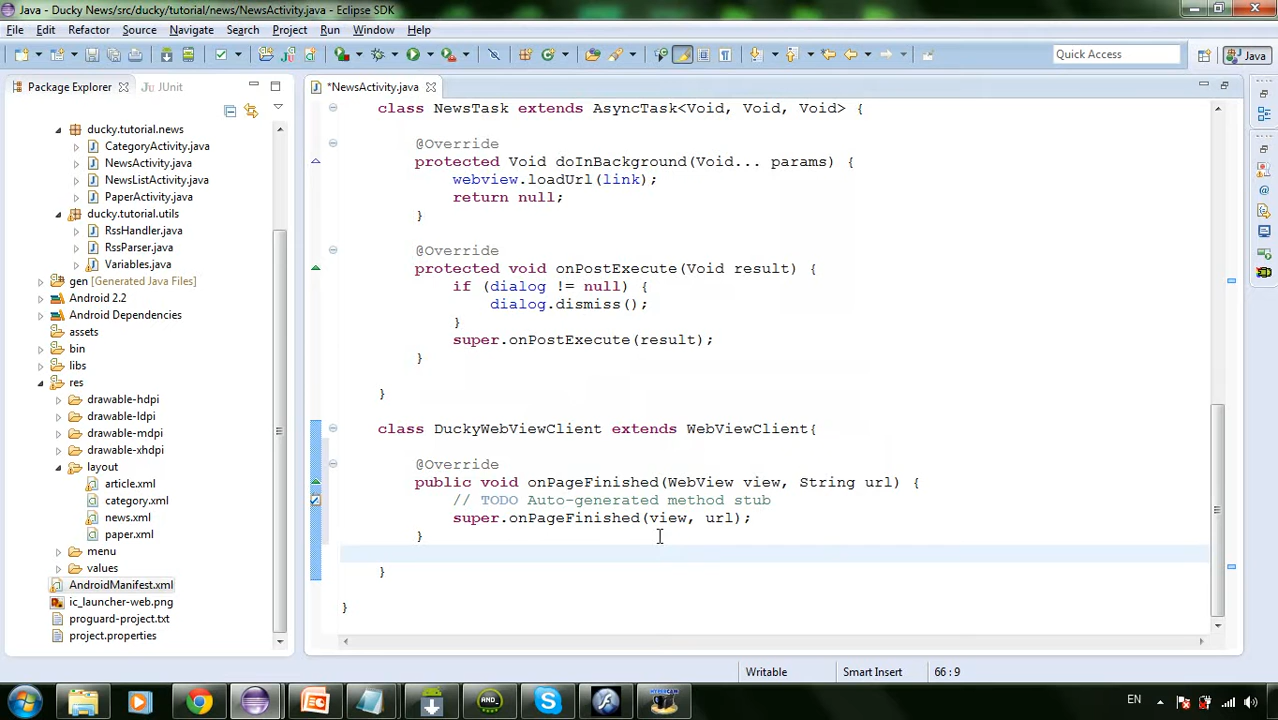 Java - Ducky News/src/ducky/tutorial/news/NewsActivity.java - Eclipse SDK
File Edit Refactor Source Navigate Search Project Run Window Help
Quick Access
Java
Package Explorer
JUnit
*NewsActivity.java
ducky.tutorial.news
CategoryActivity.java
NewsActivity.java
NewsListActivity.java
PaperActivity.java
ducky.tutorial.utils
RssHandler.java
RssParser.java
Variables.java
gen [Generated Java Files]
Android 2.2
Android Dependencies
assets
bin
libs
res
drawable-hdpi
drawable-ldpi
drawable-mdpi
drawable-xhdpi
layout
article.xml
category.xml
news.xml
paper.xml
menu
values
AndroidManifest.xml
ic_launcher-web.png
proguard-project.txt
project.properties
class NewsTask extends AsyncTask<Void, Void, Void> {
@Override
protected Void doInBackground(Void... params) {
webview.loadUrl(link);
return null;
}
@Override
protected void onPostExecute(Void result) {
if (dialog != null) {
dialog.dismiss();
}
super.onPostExecute(result);
}
}
class DuckyWebViewClient extends WebViewClient{
@Override
public void onPageFinished(WebView view, String url) {
// TODO Auto-generated method stub
super.onPageFinished(view, url);
}
}
}
Writable
Smart Insert
66 : 9
AND_
EN